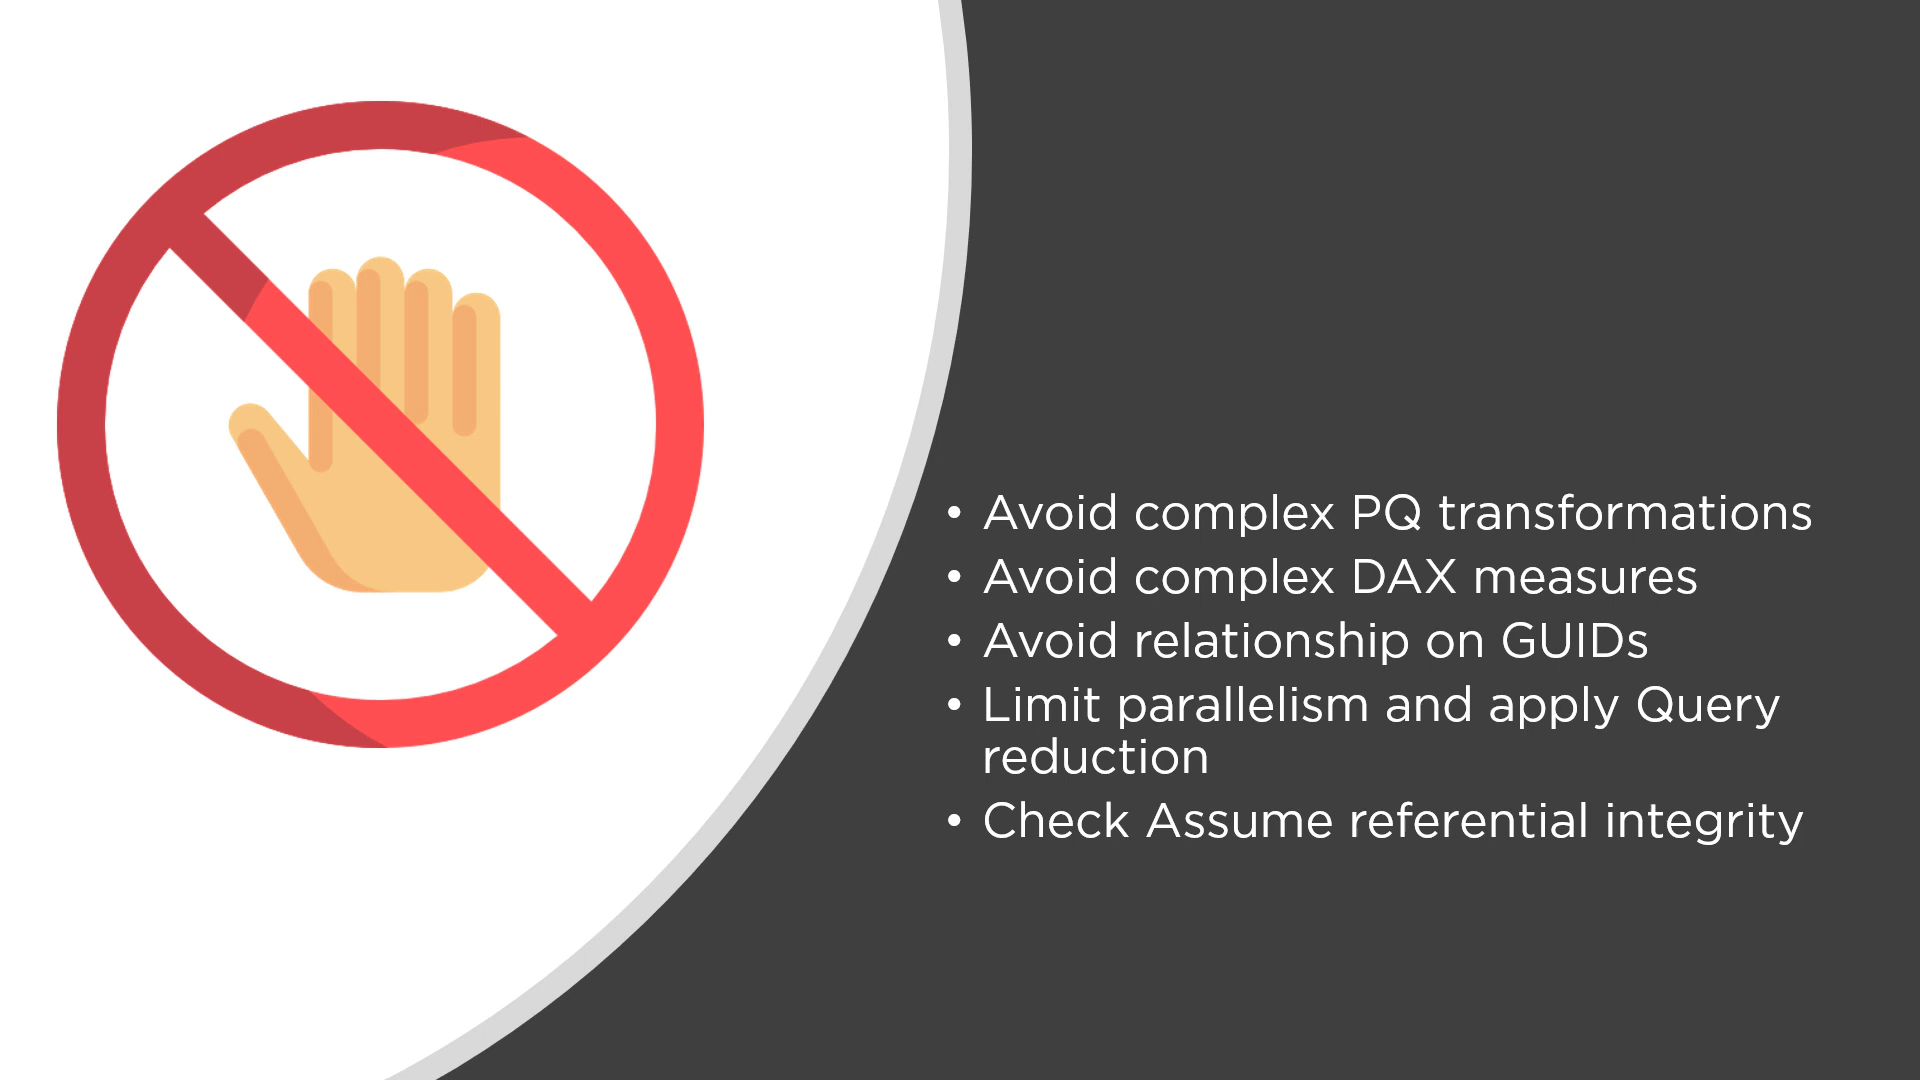 • Avoid complex PQ transformations
• Avoid complex DAX measures
• Avoid relationship on GUIDs
• Limit parallelism and apply Query
reduction
• Check Assume referential integrity